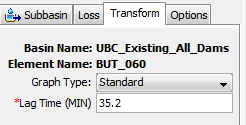 Subbasin Loss Transform Options
Basin Name: UBC_Existing_All_Dams
Element Name: BUT_060
Graph Type: Standard
*Lag Time (MIN) 35.2